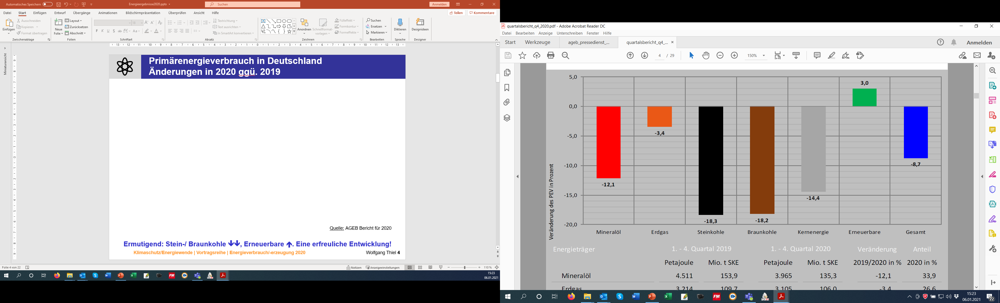 Automatisches Speichern
Energieergebnisse2020.pptx
Suchen
Anmelden
Datei Start Einfügen Entwurf Übergänge Animationen Bildschirmpräsentation Überprüfen Ansicht Hilfe
Teilen Kommentare
Einfügen
Ausschneiden
Kopieren
Format übertragen
Zwischenablage
Neue Folie
Layout
Zurücksetzen
Abschnitt
Folien
18
F K U S ab AV Aa A
Schriftart
Textrichtung
Text ausrichten
In SmartArt konvertieren
Absatz
Anordnen
Schnellformat-vorlagen
Fülleffekt
Formkontur
Formeffekte
Zeichnen
Suchen
Ersetzen
Markieren
Bearbeiten
Diktieren
Sprache
Designideen
Designer
Miniaturansicht
Primärenergieverbrauch in Deutschland
Änderungen in 2020 ggü. 2019
Quelle: AGEB Bericht für 2020
Ermutigend: Stein-/ Braunkohle 🡻🡻, Erneuerbare 🡹. Eine erfreuliche Entwicklung!
Klimaschutz/Energiewende | Vortragsreihe | Energieverbrauch/-erzeugung 2020
Wolfgang Thiel 4
Folie 4 von 22
Notizen Anzeigeeinstellungen
110 %
15:23
06.01.2021
quartalsbericht_q4_2020.pdf - Adobe Acrobat Reader DC
Datei Bearbeiten Anzeige Unterschreiben Fenster Hilfe
Start Werkzeuge ageb_pressedienst_... quartalsbericht_q4_... ×
Anmelden
4 / 29
150%
Veränderung des PEV in Prozent
5,0
0,0
-5,0
-10,0
-15,0
-20,0
-12,1
-3,4
-18,3
-18,2
-14,4
3,0
-8,7
Mineralöl Erdgas Steinkohle Braunkohle Kernenergie Erneuerbare Gesamt
Energieträger 1. - 4. Quartal 2019 1. - 4. Quartal 2020 Veränderung Anteil
Petajoule Mio. t SKE Petajoule Mio. t SKE 2019/2020 in % 2020 in %
Mineralöl 4.511 153,9 3.965 135,3 -12,1 33,9
Erdgas 3.214 109,7 3.105 106,0 -3,4 26,6
15:23
06.01.2021
22